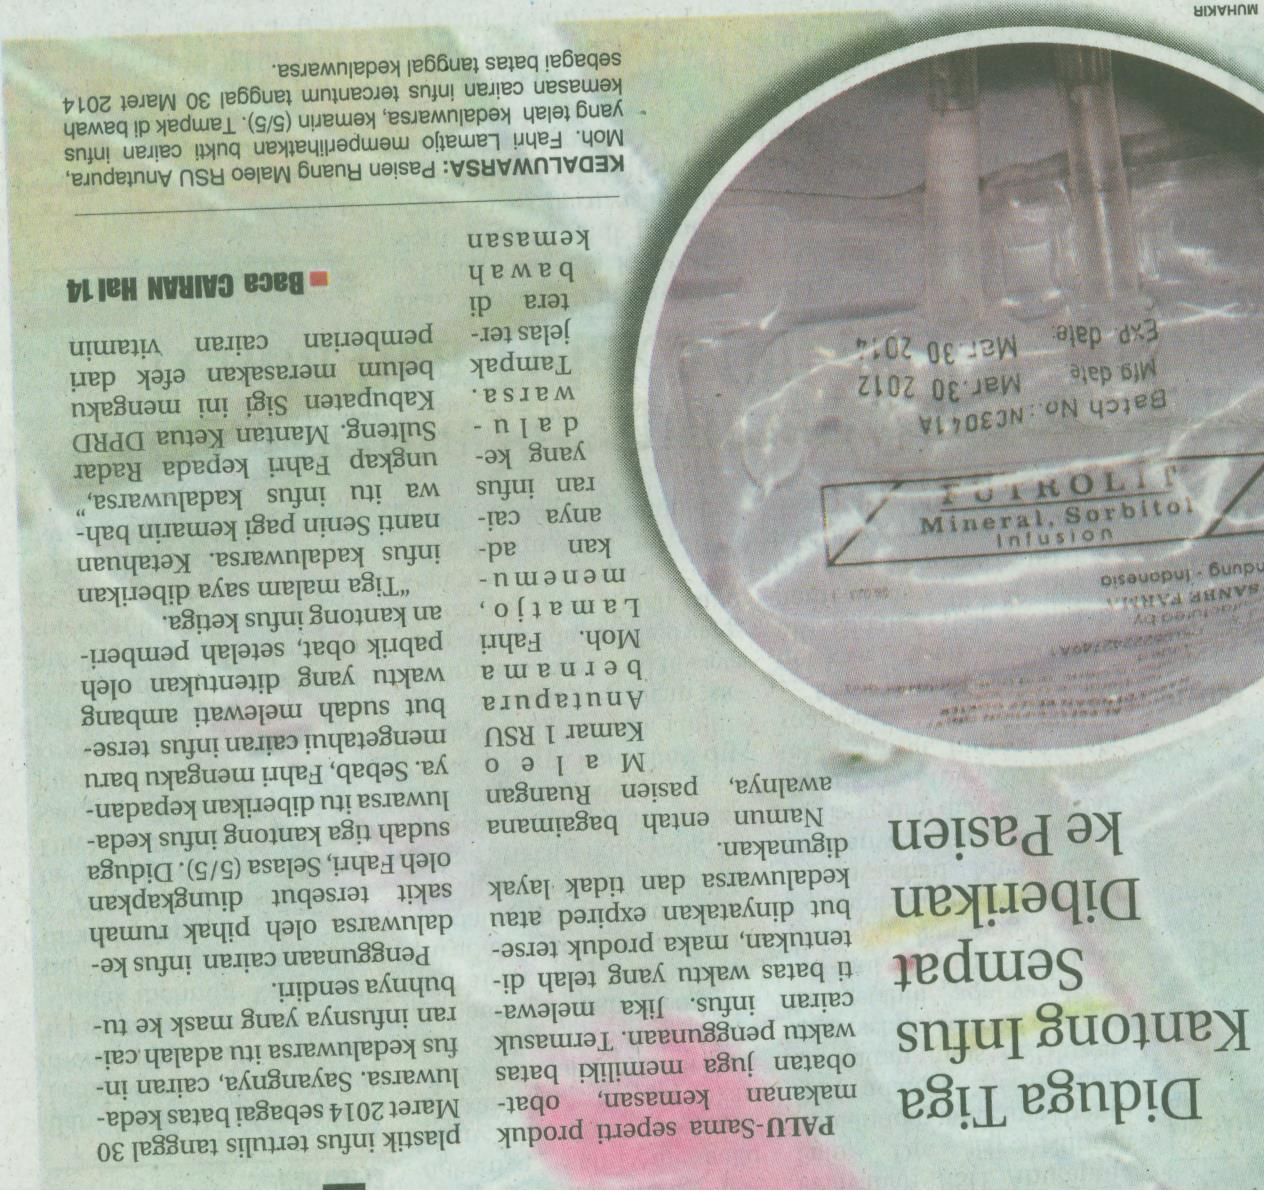 Diduga Tiga
Kantong Infus
Sempat
Diberikan
ke Pasien
PALU-Sama seperti produk
makanan kemasan, obat-
obatan juga memiliki batas
waktu penggunaan. Termasuk
cairan infus. Jika melewa-
ti batas waktu yang telah di-
tentukan, maka produk terse-
but dinyatakan expired atau
kedaluwarsa dan tidak layak
digunakan.
Namun entah bagaimana
awalnya, pasien Ruangan
Maleo
Kamar 1 RSU
Anutapura
bernama
Moh. Fahri
Lamatjo,
menemu-
kan ad-
anya cai-
ran infus
yang ke-
dalu-
warsa.
Tampak
jelas ter-
tera di
bawah
kemasan
plastik infus tertulis tanggal 30
Maret 2014 sebagai batas keda-
luwarsa. Sayangnya, cairan in-
fus kedaluwarsa itu adalah cai-
ran infusnya yang mask ke tu-
buhnya sendiri.
Penggunaan cairan infus ke-
daluwarsa oleh pihak rumah
sakit tersebut diungkapkan
oleh Fahri, Selasa (5/5). Diduga
sudah tiga kantong infus keda-
luwarsa itu diberikan kepadan-
ya. Sebab, Fahri mengaku baru
mengetahui cairan infus terse-
but sudah melewati ambang
waktu yang ditentukan oleh
pabrik obat, setelah pemberi-
an kantong infus ketiga.
“Tiga malam saya diberikan
infus kadaluwarsa. Ketahuan
nanti Senin pagi kemarin bah-
wa itu infus kadaluwarsa,”
ungkap Fahri kepada Radar
Sulteng. Mantan Ketua DPRD
Kabupaten Sigi ini mengaku
belum merasakan efek dari
pemberian cairan vitamin
Baca CAIRAN Hal 14
KEDALUWARSA: Pasien Ruang Maleo RSU Anutapura,
Moh. Fahri Lamatjo memperlihatkan bukti cairan infus
yang telah kedaluwarsa, kemarin (5/5). Tampak di bawah
kemasan cairan infus tercantum tanggal 30 Maret 2014
sebagai batas tanggal kedaluwarsa.
SANBE FARMA
ndung - Indonesia
FUTROLIT
Mineral, Sorbitol
Infusion
Batch No.: NC3041A
Mfg date: Mar.30 2012
Exp. date: Mar.30 2014
MUHAKIR